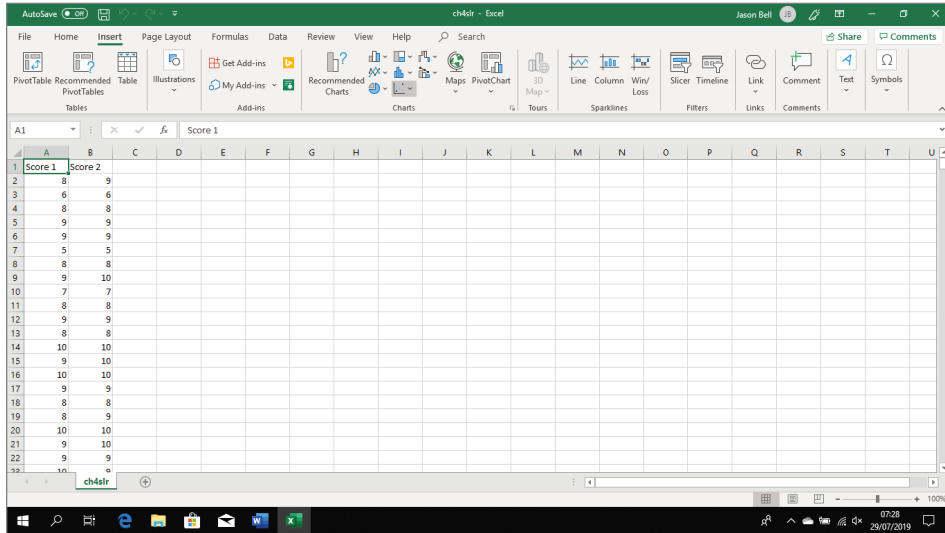 AutoSave Off ch4slr - Excel Jason Bell JB
File Home Insert Page Layout Formulas Data Review View Help Search Share Comments
PivotTable Recommended PivotTables Table Illustrations Get Add-ins My Add-ins Recommended Charts Maps PivotChart 3D Map Line Column Win/Loss Slicer Timeline Link Comment Text Symbols
Tables Add-ins Charts Tours Sparklines Filters Links Comments
A1 fx Score 1
A B C D E F G H I J K L M N O P Q R S T U
1 Score 1 Score 2
2 8 9
3 6 6
4 8 8
5 9 9
6 9 9
7 5 5
8 8 8
9 9 10
10 7 7
11 8 8
12 9 9
13 8 8
14 10 10
15 9 10
16 10 10
17 9 9
18 8 8
19 8 9
20 10 10
21 9 10
22 9 9
23 10 9
ch4slr
100%
07:28
29/07/2019